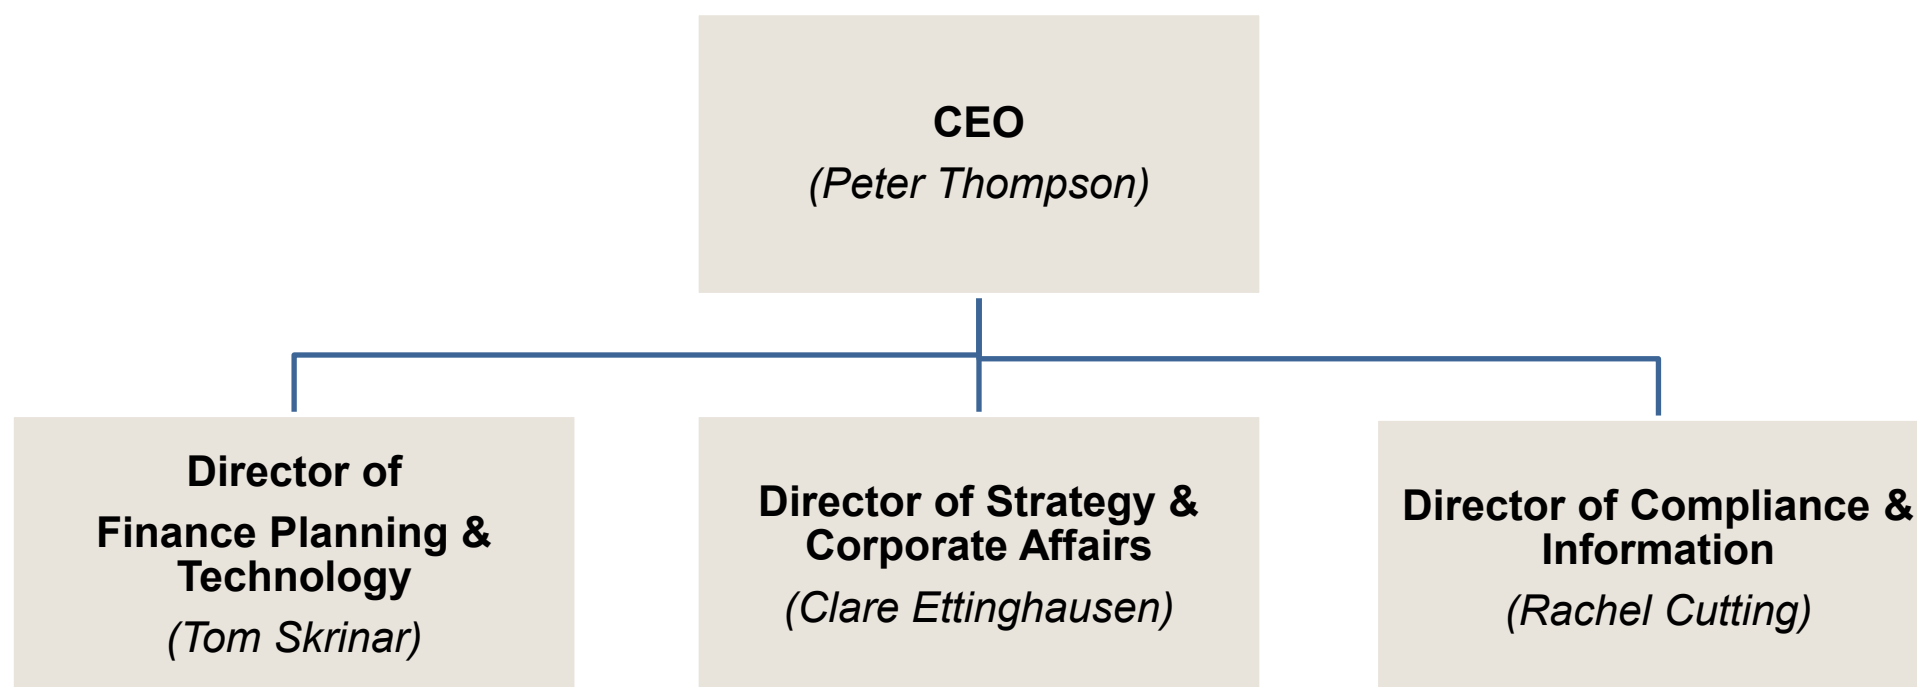 CEO
(Peter Thompson)
Director of
Finance Planning &
Technology
(Tom Skrinar)
Director of Strategy &
Corporate Affairs
(Clare Ettinghausen)
Director of Compliance &
Information
(Rachel Cutting)